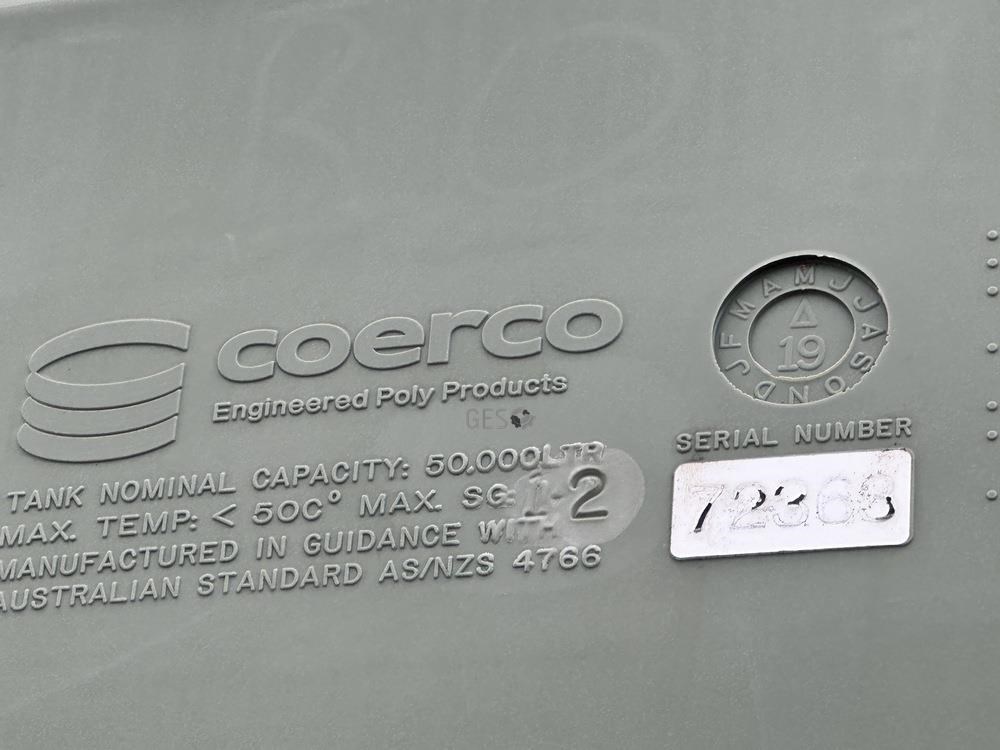 coerco
Engineered Poly Products
GES
TANK NOMINAL CAPACITY: 50.000LTR
MAX. TEMP: < 50C° MAX. SG: 1-2
MANUFACTURED IN GUIDANCE WITH
AUSTRALIAN STANDARD AS/NZS 4766
J F M A M J J A S O N D
19
SERIAL NUMBER
72363